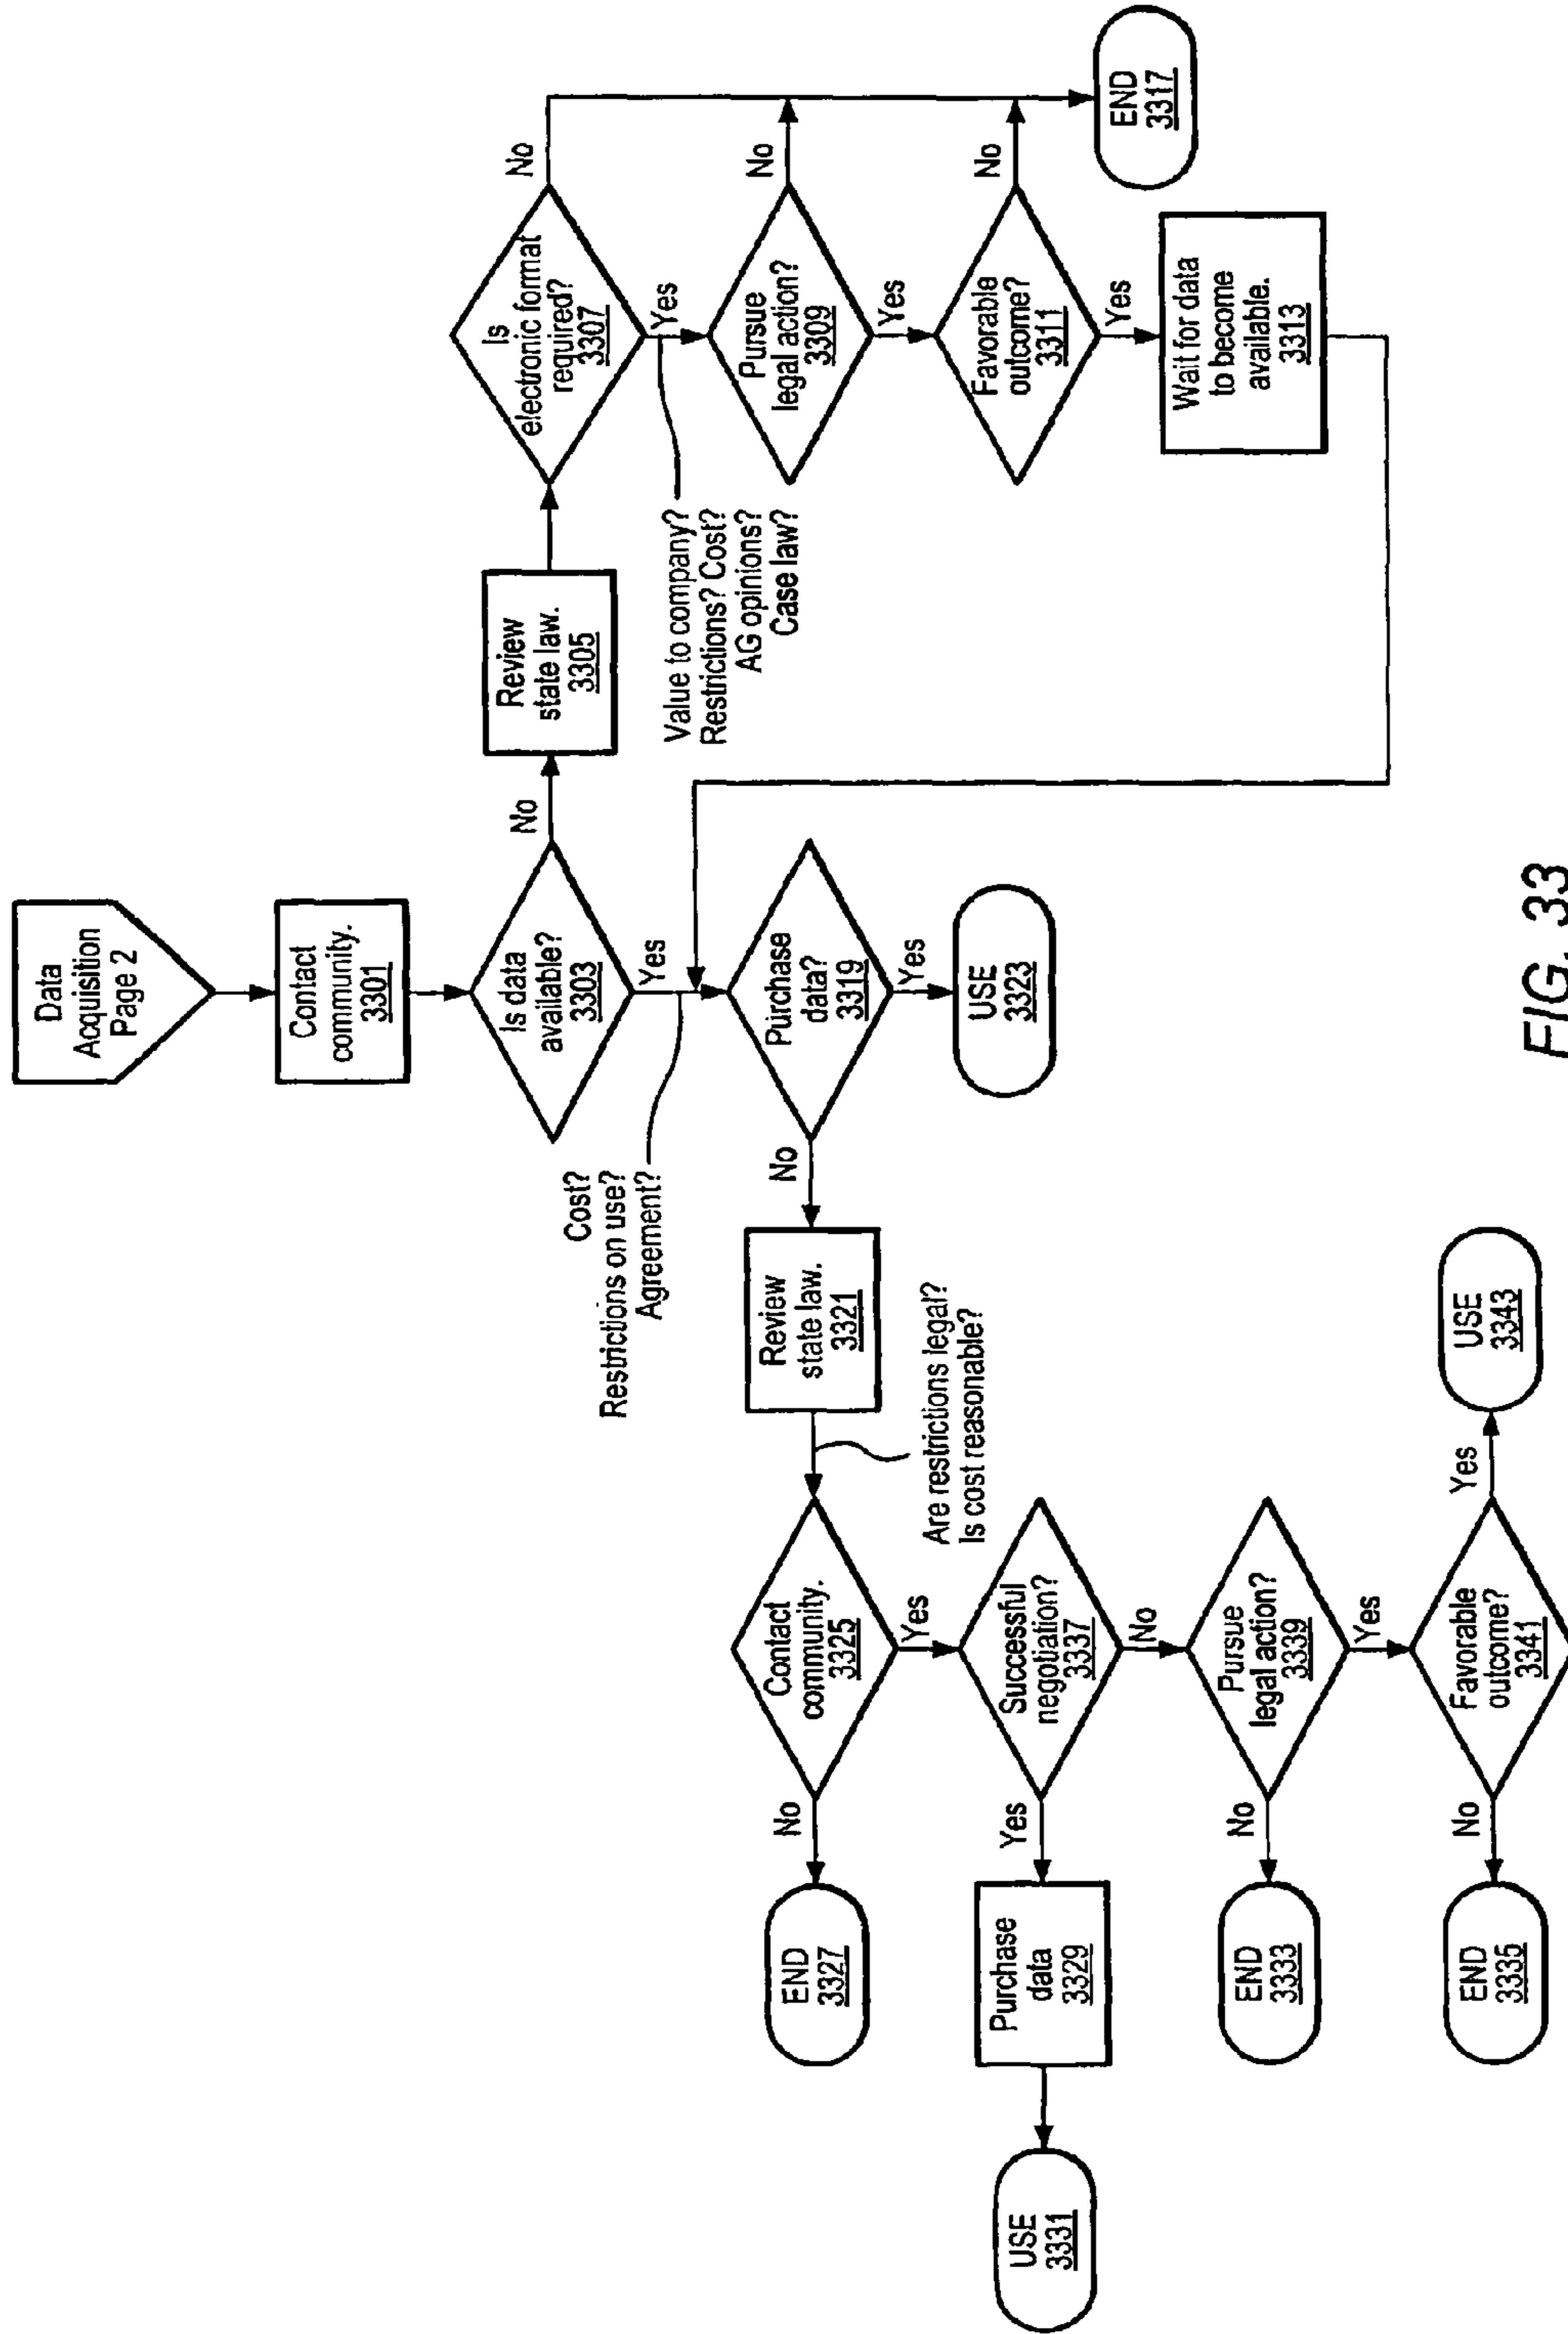 Data
Acquisition
Page 2
Contact
community.
3301
Is data
available?
3303
No
Yes
Review
state law.
3305
Is
electronic format
required?
3307
No
Yes
Value to company?
Restrictions? Cost?
AG opinions?
Case law?
Pursue
legal action?
3309
No
Yes
Favorable
outcome?
3311
No
Yes
Wait for data
to become
available.
3313
END
3317
Cost?
Restrictions on use?
Agreement?
Purchase
data?
3319
No
Yes
USE
3323
Review
state law.
3321
Are restrictions legal?
Is cost reasonable?
Contact
community.
3325
No
Yes
END
3327
Successful
negotiation?
3337
Yes
No
Purchase
data
3329
USE
3331
Pursue
legal action?
3339
No
Yes
END
3333
Favorable
outcome?
3341
No
Yes
END
3335
USE
3343
FIG. 33